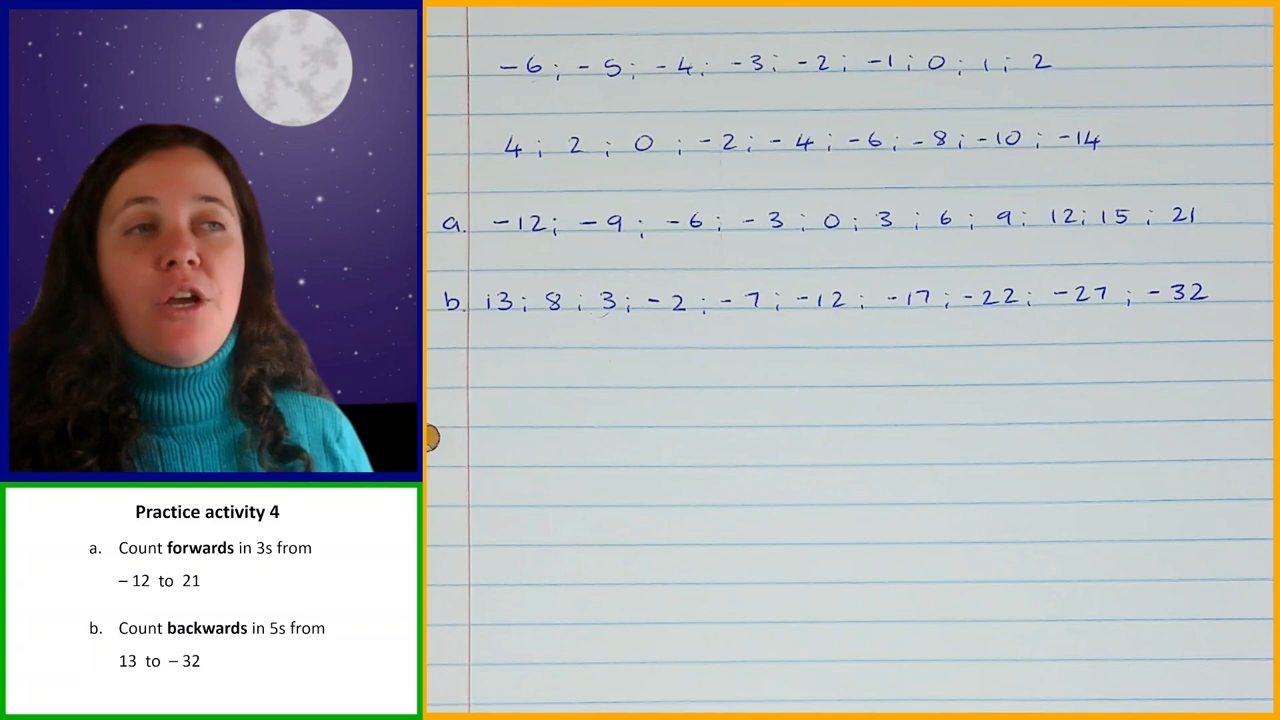 -6; -5; -4; -3; -2; -1; 0; 1; 2
4; 2; 0; -2; -4; -6; -8; -10; -14
a. -12; -9; -6; -3; 0; 3; 6; 9; 12; 15; 21
b. 13; 8; 3; -2; -7; -12; -17; -22; -27; -32
Practice activity 4
a. Count forwards in 3s from
– 12 to 21
b. Count backwards in 5s from
13 to – 32